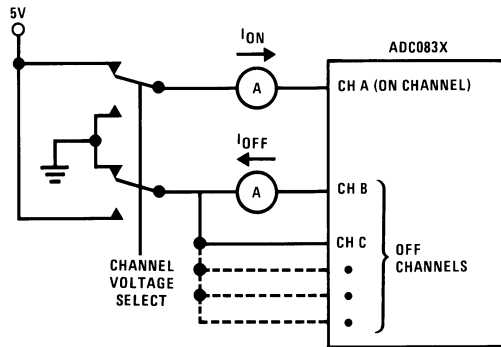 5V
ION
ADC083X
A
CH A (ON CHANNEL)
IOFF
A
CH B
CH C
OFF
CHANNELS
CHANNEL
VOLTAGE
SELECT